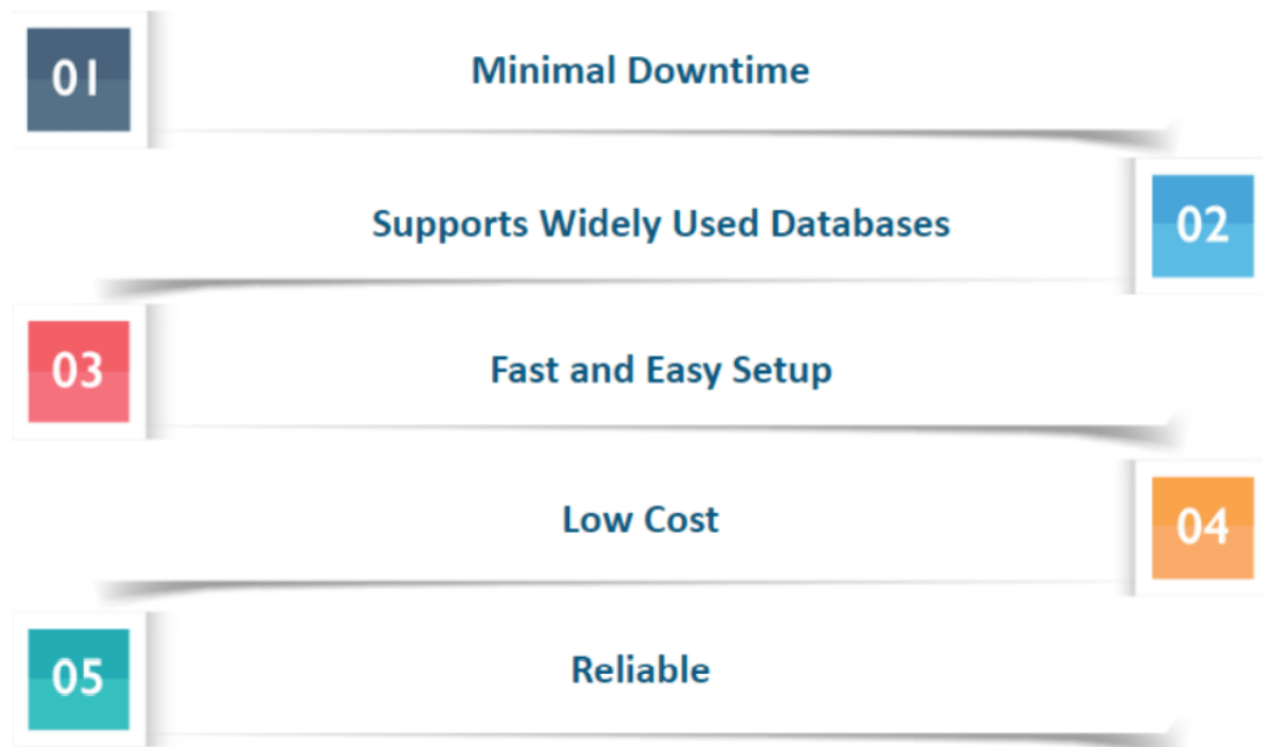 01 Minimal Downtime
Supports Widely Used Databases 02
03 Fast and Easy Setup
Low Cost 04
05 Reliable